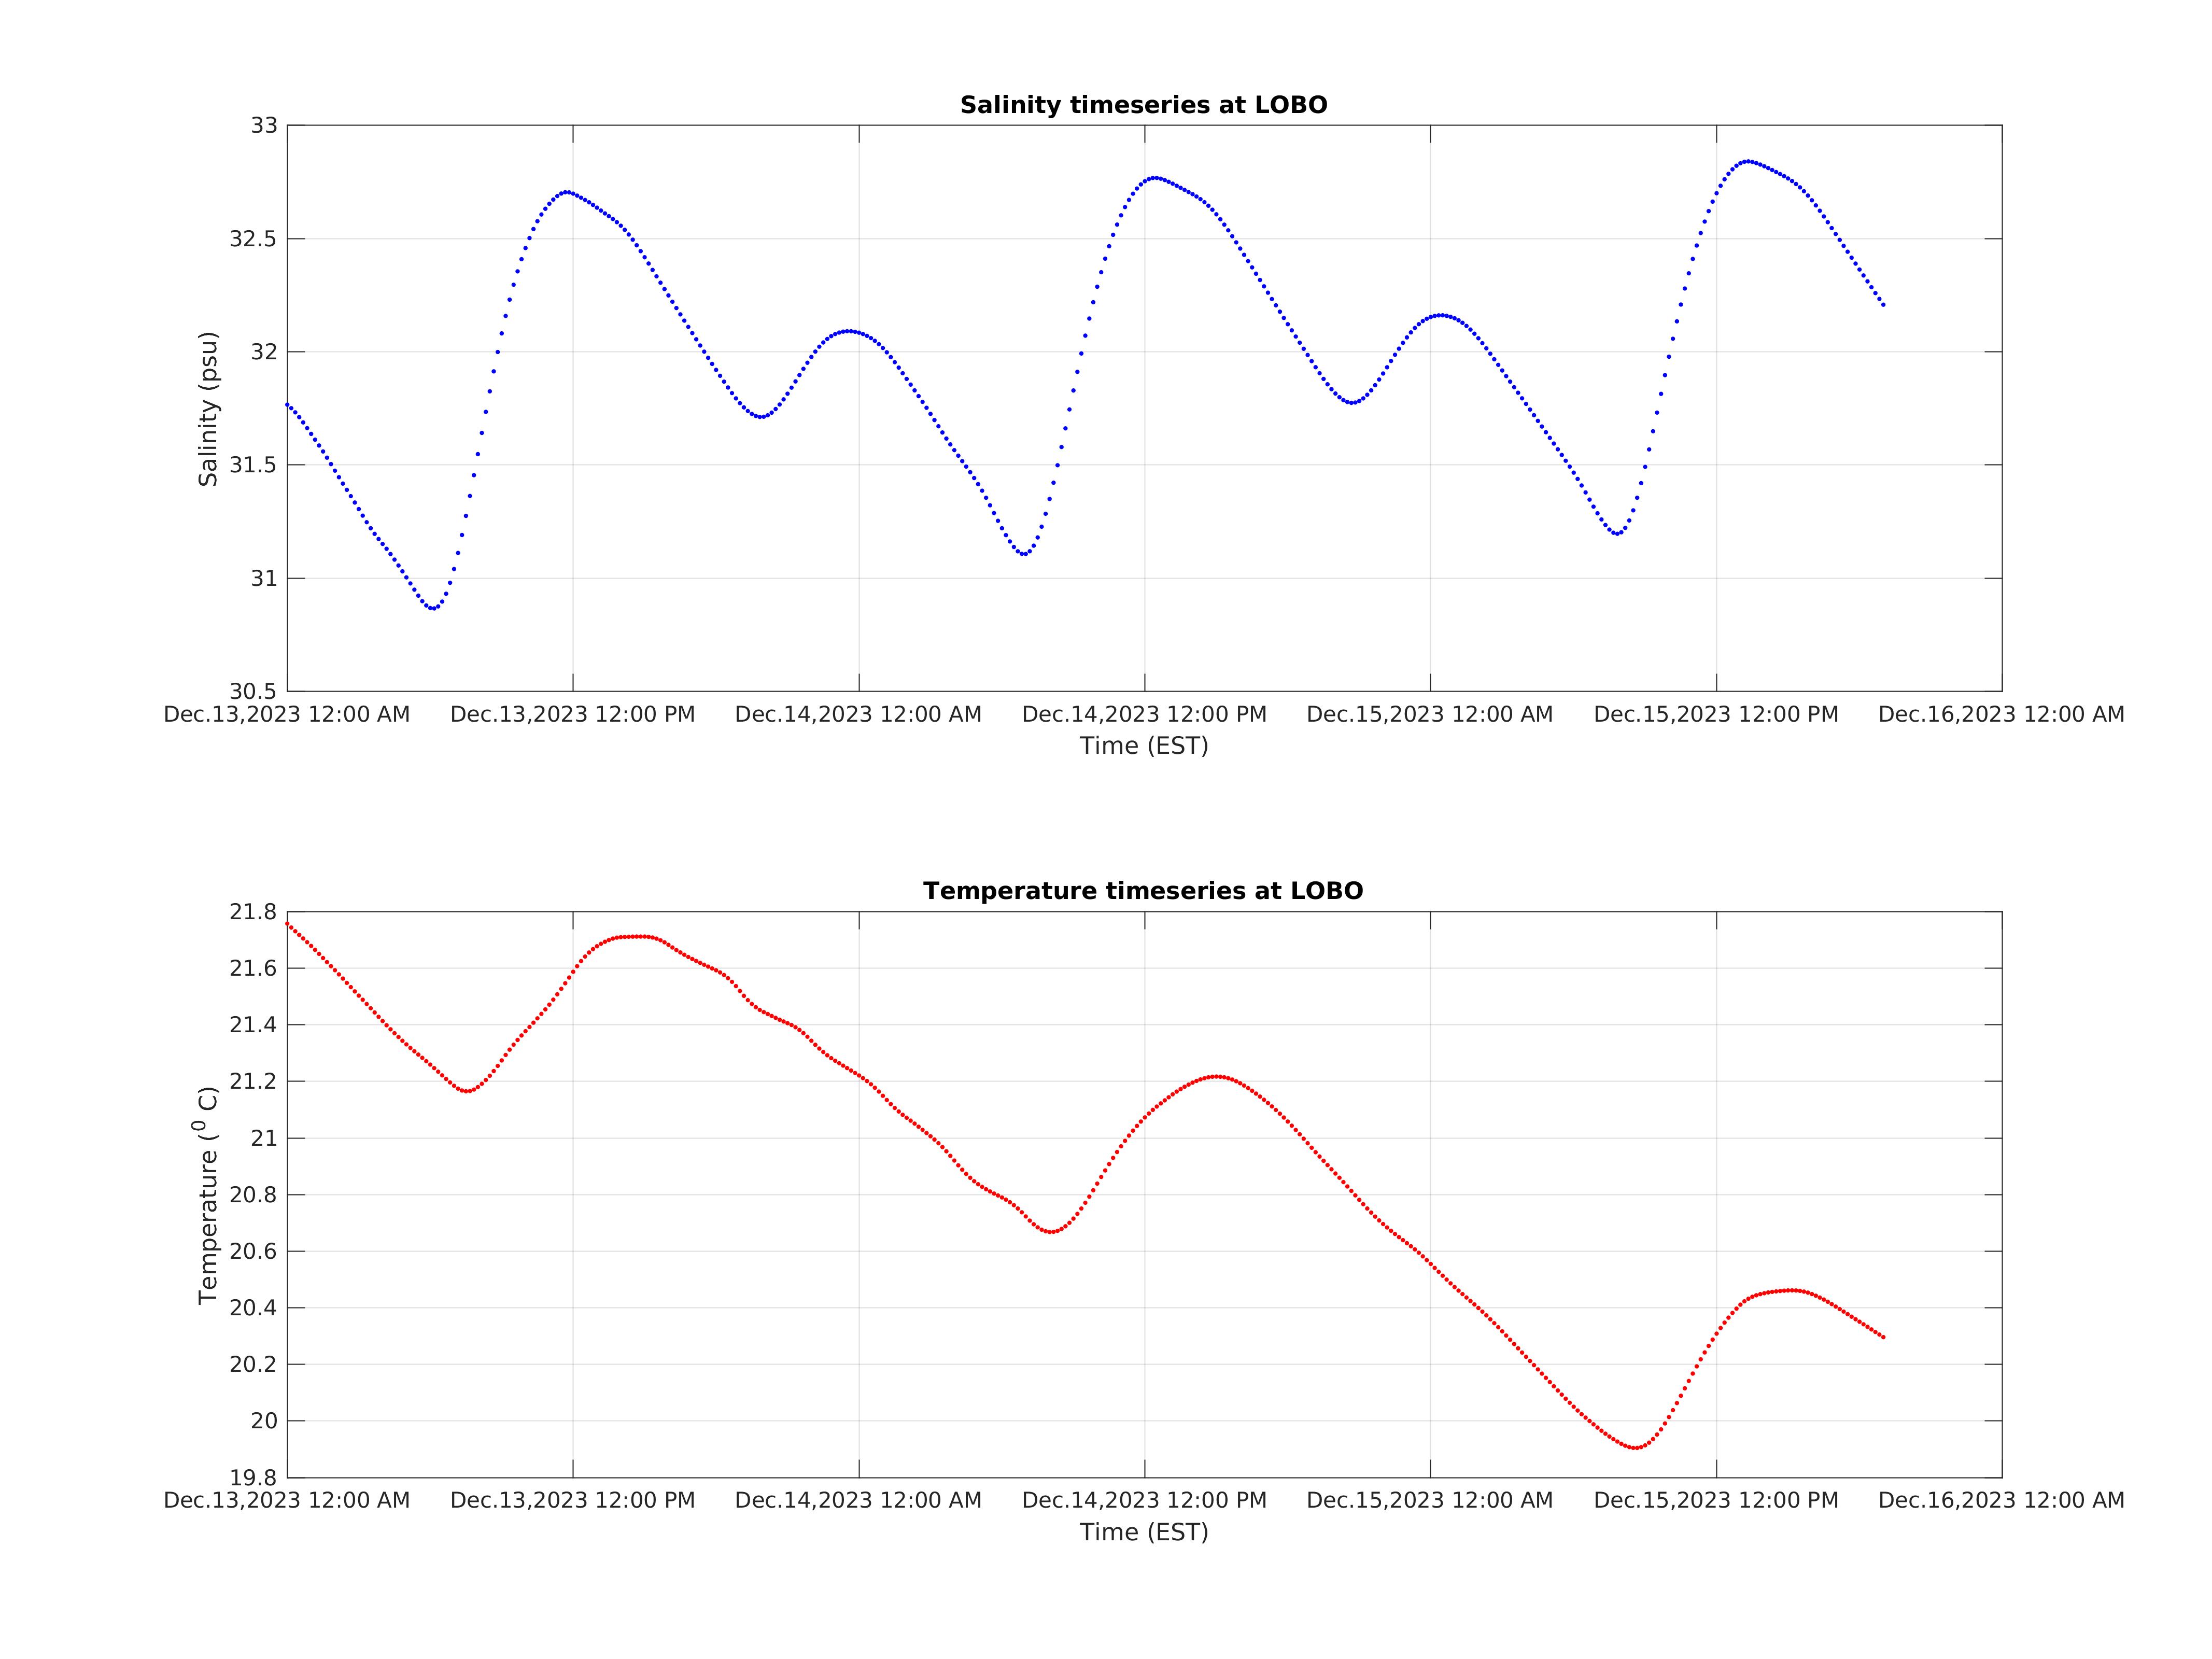 Salinity timeseries at LOBO
33
32.5
32
31.5
31
30.5
Salinity (psu)
Dec.13,2023 12:00 AM Dec.13,2023 12:00 PM Dec.14,2023 12:00 AM Dec.14,2023 12:00 PM Dec.15,2023 12:00 AM Dec.15,2023 12:00 PM Dec.16,2023 12:00 AM
Time (EST)
Temperature timeseries at LOBO
21.8
21.6
21.4
21.2
21
20.8
20.6
20.4
20.2
20
19.8
Temperature (⁰ C)
Dec.13,2023 12:00 AM Dec.13,2023 12:00 PM Dec.14,2023 12:00 AM Dec.14,2023 12:00 PM Dec.15,2023 12:00 AM Dec.15,2023 12:00 PM Dec.16,2023 12:00 AM
Time (EST)